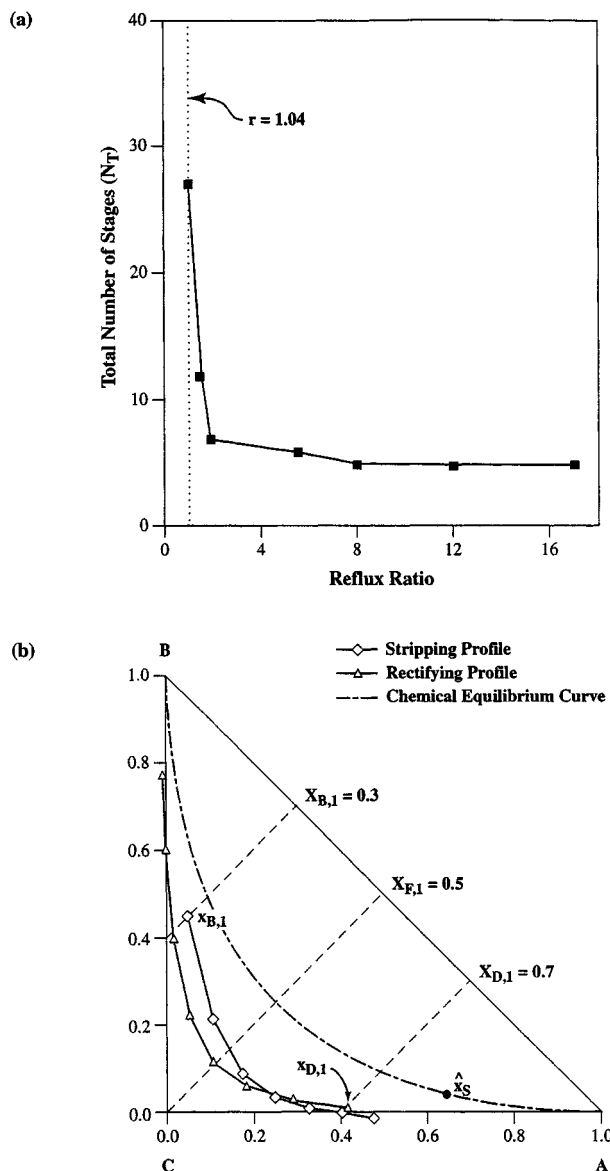 (a)
40
30
20
10
0
Total Number of Stages (N_T)
r = 1.04
0
4
8
12
16
Reflux Ratio
(b)
B
Stripping Profile
Rectifying Profile
Chemical Equilibrium Curve
1.0
0.8
0.6
0.4
0.2
0.0
X_B,1 = 0.3
X_F,1 = 0.5
X_D,1 = 0.7
x_B,1
x_D,1
x̂_S
0.0
0.2
0.4
0.6
0.8
1.0
C
A